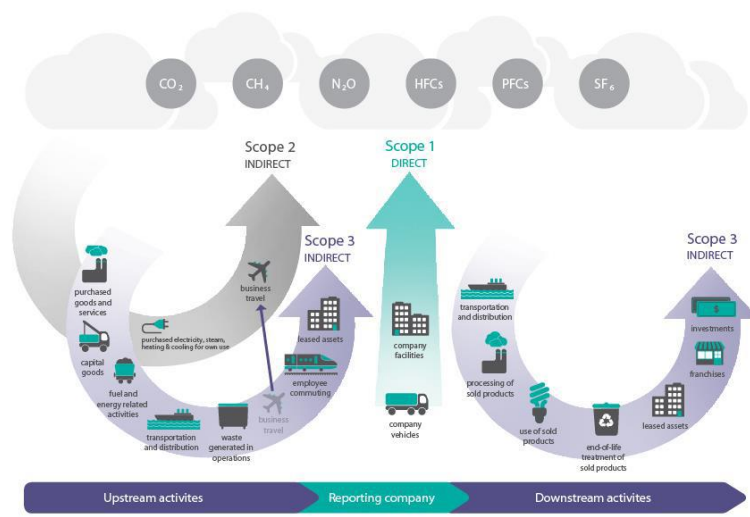 CO₂
CH₄
N₂O
HFCs
PFCs
SF₆
Scope 2
INDIRECT
Scope 1
DIRECT
Scope 3
INDIRECT
Scope 3
INDIRECT
purchased
goods and
services
capital
goods
fuel and
energy related
activities
transportation
and distribution
waste
generated in
operations
business
travel
purchased electricity, steam,
heating & cooling for own use
business
travel
employee
commuting
leased assets
company
facilities
company
vehicles
transportation
and distribution
processing of
sold products
use of sold
products
end-of-life
treatment of
sold products
leased assets
franchises
$
investments
Upstream activites
Reporting company
Downstream activites